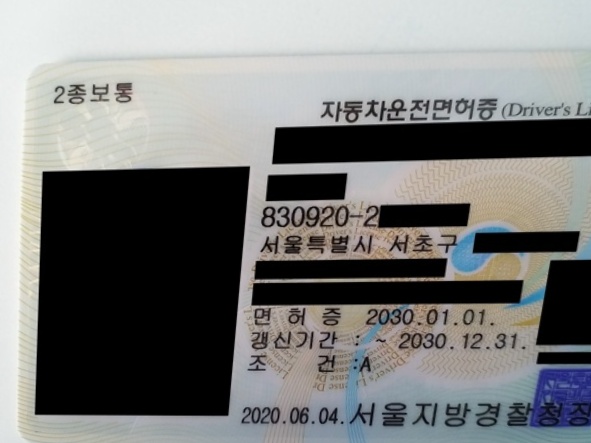 2종보통
자동차운전면허증 (Driver's Li
830920-2
서울특별시 서초구
면 허 증 2030.01.01.
갱신기간 : ~ 2030.12.31.
조 건 :A
2020.06.04. 서울지방경찰청장